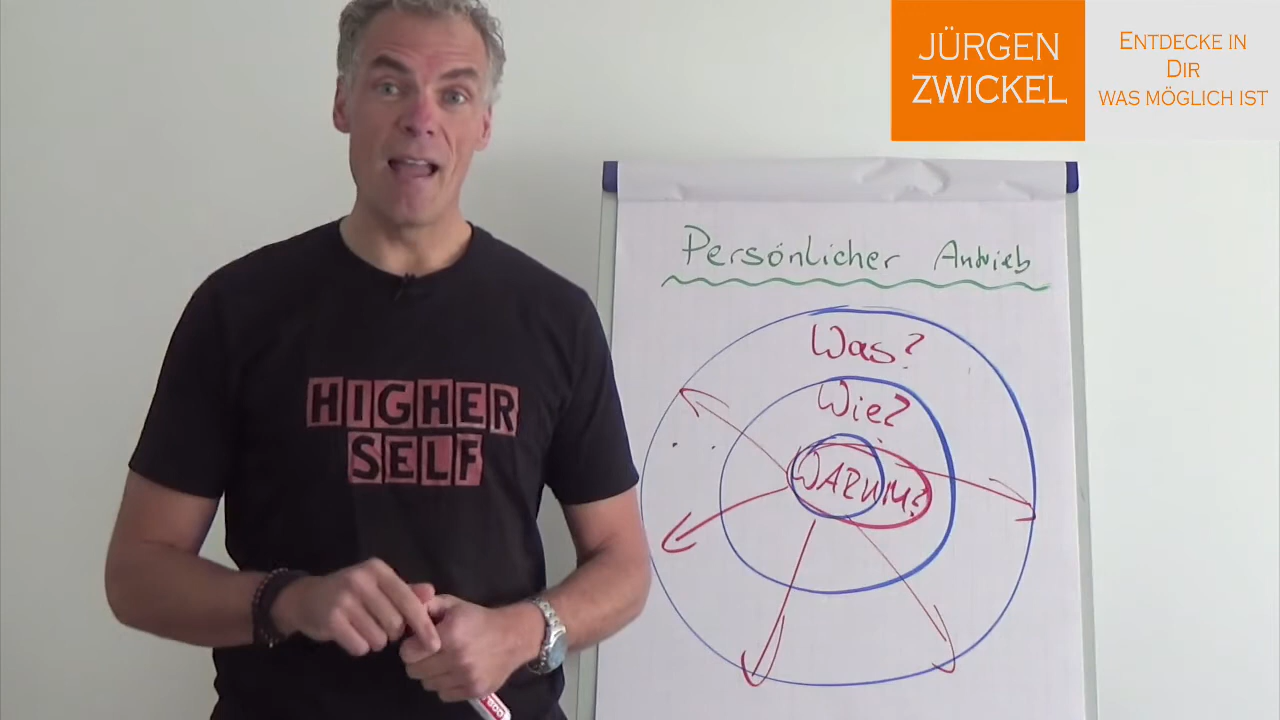 JÜRGEN
ZWICKEL
ENTDECKE IN
DIR
WAS MÖGLICH IST
Persönlicher Antrieb
Was?
Wie?
WARUM?
HIGHER
SELF